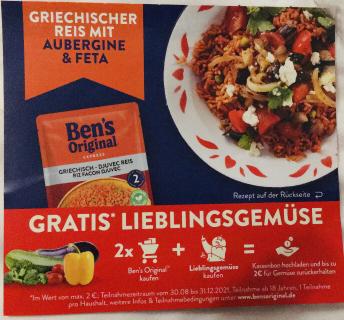 GRIECHISCHER
REIS MIT
AUBERGINE
& FETA
Ben's
Original
EXPRESS
GRIECHISCH - DJUVEC REIS
RIZ FAÇON DJUVEC
2
Rezept auf der Rückseite
GRATIS* LIEBLINGSGEMÜSE
2x + =
Ben's Original™
kaufen
Lieblingsgemüse
kaufen
Kassenbon hochladen und bis zu
2€ für Gemüse zurückerhalten
*Im Wert von max. 2 €; Teilnahmezeitraum vom 30.08 bis 31.12.2021, Teilnahme ab 18 Jahren, 1 Teilnahme
pro Haushalt, weitere Infos & Teilnahmebedingungen unter www.bensoriginal.de